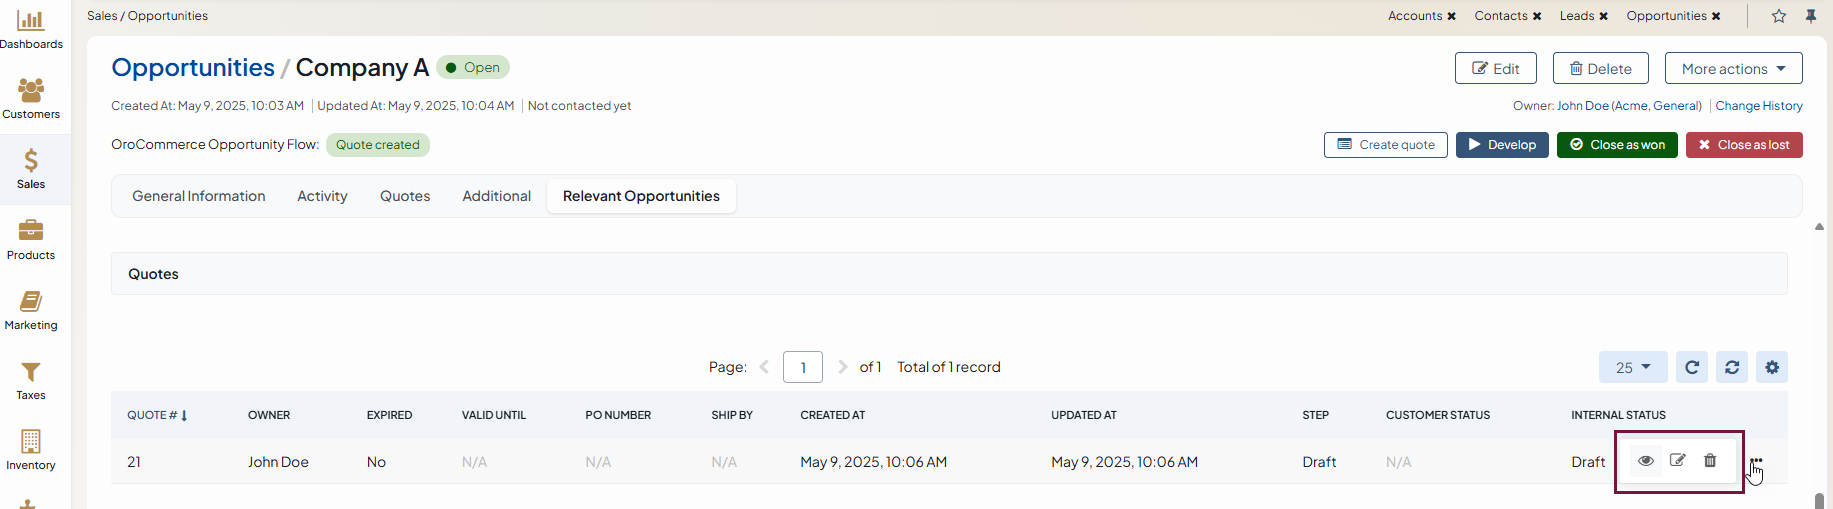 Sales / Opportunities
Accounts ✖ Contacts ✖ Leads ✖ Opportunities ✖
Dashboards
Customers
Sales
Products
Marketing
Taxes
Inventory
Opportunities / Company A Open
Edit Delete More actions
Created At: May 9, 2025, 10:03 AM | Updated At: May 9, 2025, 10:04 AM | Not contacted yet
Owner: John Doe (Acme, General) | Change History
OroCommerce Opportunity Flow: Quote created
Create quote Develop Close as won Close as lost
General Information Activity Quotes Additional Relevant Opportunities
Quotes
Page: 1 of 1 Total of 1 record 25
QUOTE # OWNER EXPIRED VALID UNTIL PO NUMBER SHIP BY CREATED AT UPDATED AT STEP CUSTOMER STATUS INTERNAL STATUS
21 John Doe No N/A N/A N/A May 9, 2025, 10:06 AM May 9, 2025, 10:06 AM Draft N/A Draft